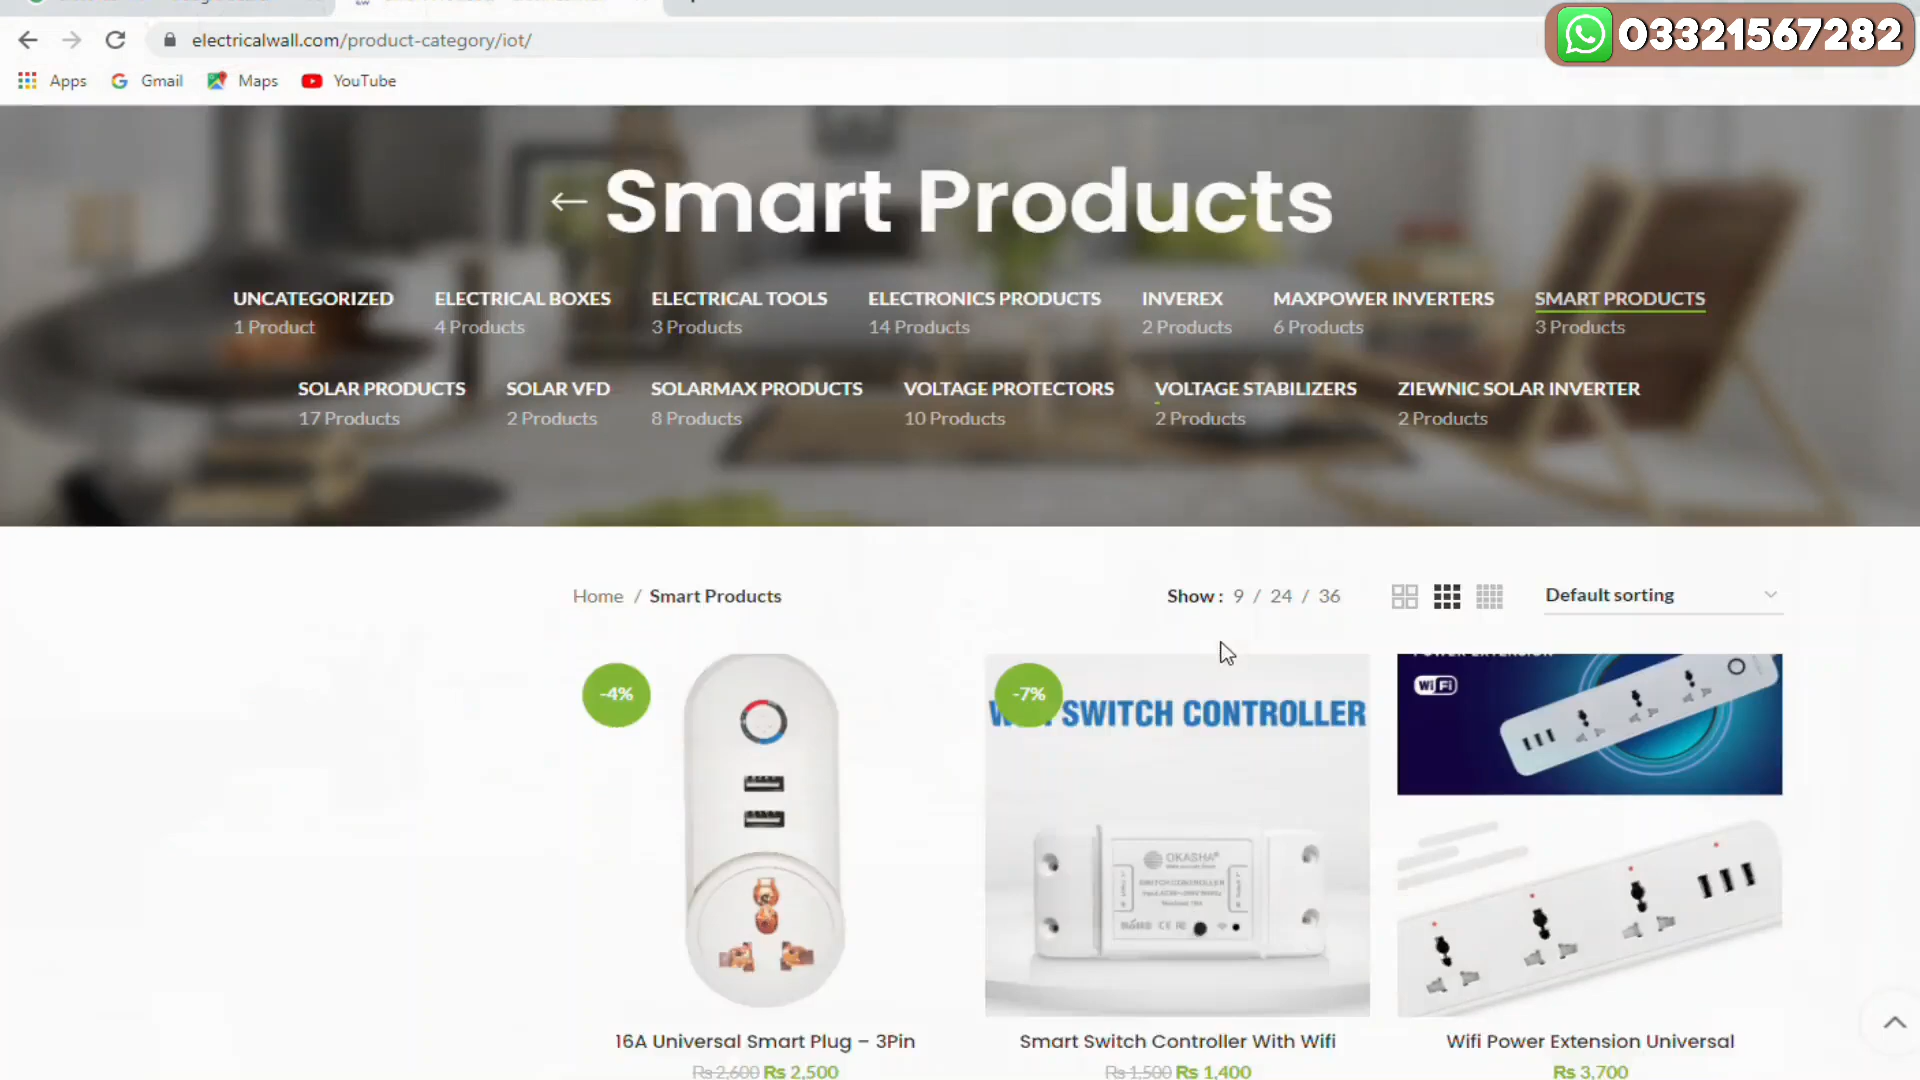 electricalwall.com/product-category/iot/
03321567282
Apps
Gmail
Maps
YouTube
Smart Products
UNCATEGORIZED
1 Product
ELECTRICAL BOXES
4 Products
ELECTRICAL TOOLS
3 Products
ELECTRONICS PRODUCTS
14 Products
INVEREX
2 Products
MAXPOWER INVERTERS
6 Products
SMART PRODUCTS
3 Products
SOLAR PRODUCTS
17 Products
SOLAR VFD
2 Products
SOLARMAX PRODUCTS
8 Products
VOLTAGE PROTECTORS
10 Products
VOLTAGE STABILIZERS
2 Products
ZIEWNIC SOLAR INVERTER
2 Products
Home / Smart Products
Show : 9 / 24 / 36
Default sorting
-4%
-7%
SWITCH CONTROLLER
OKASHA
SWITCH CONTROLLER
WiFi
16A Universal Smart Plug – 3Pin
Rs 2,600 Rs 2,500
Smart Switch Controller With Wifi
Rs 1,500 Rs 1,400
Wifi Power Extension Universal
Rs 3,700